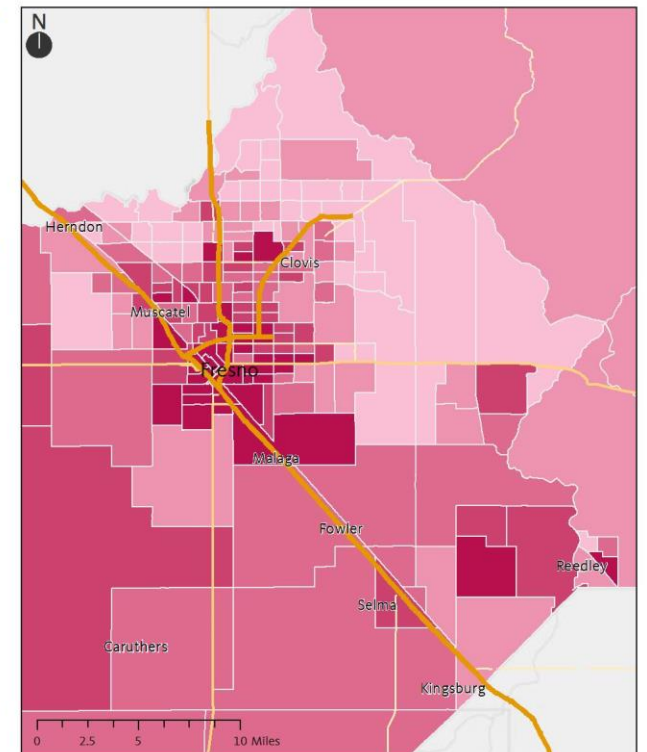 N
Herndon
Clovis
Muscatel
Fresno
Malaga
Fowler
Reedley
Selma
Caruthers
Kingsburg
0 2.5 5 10 Miles